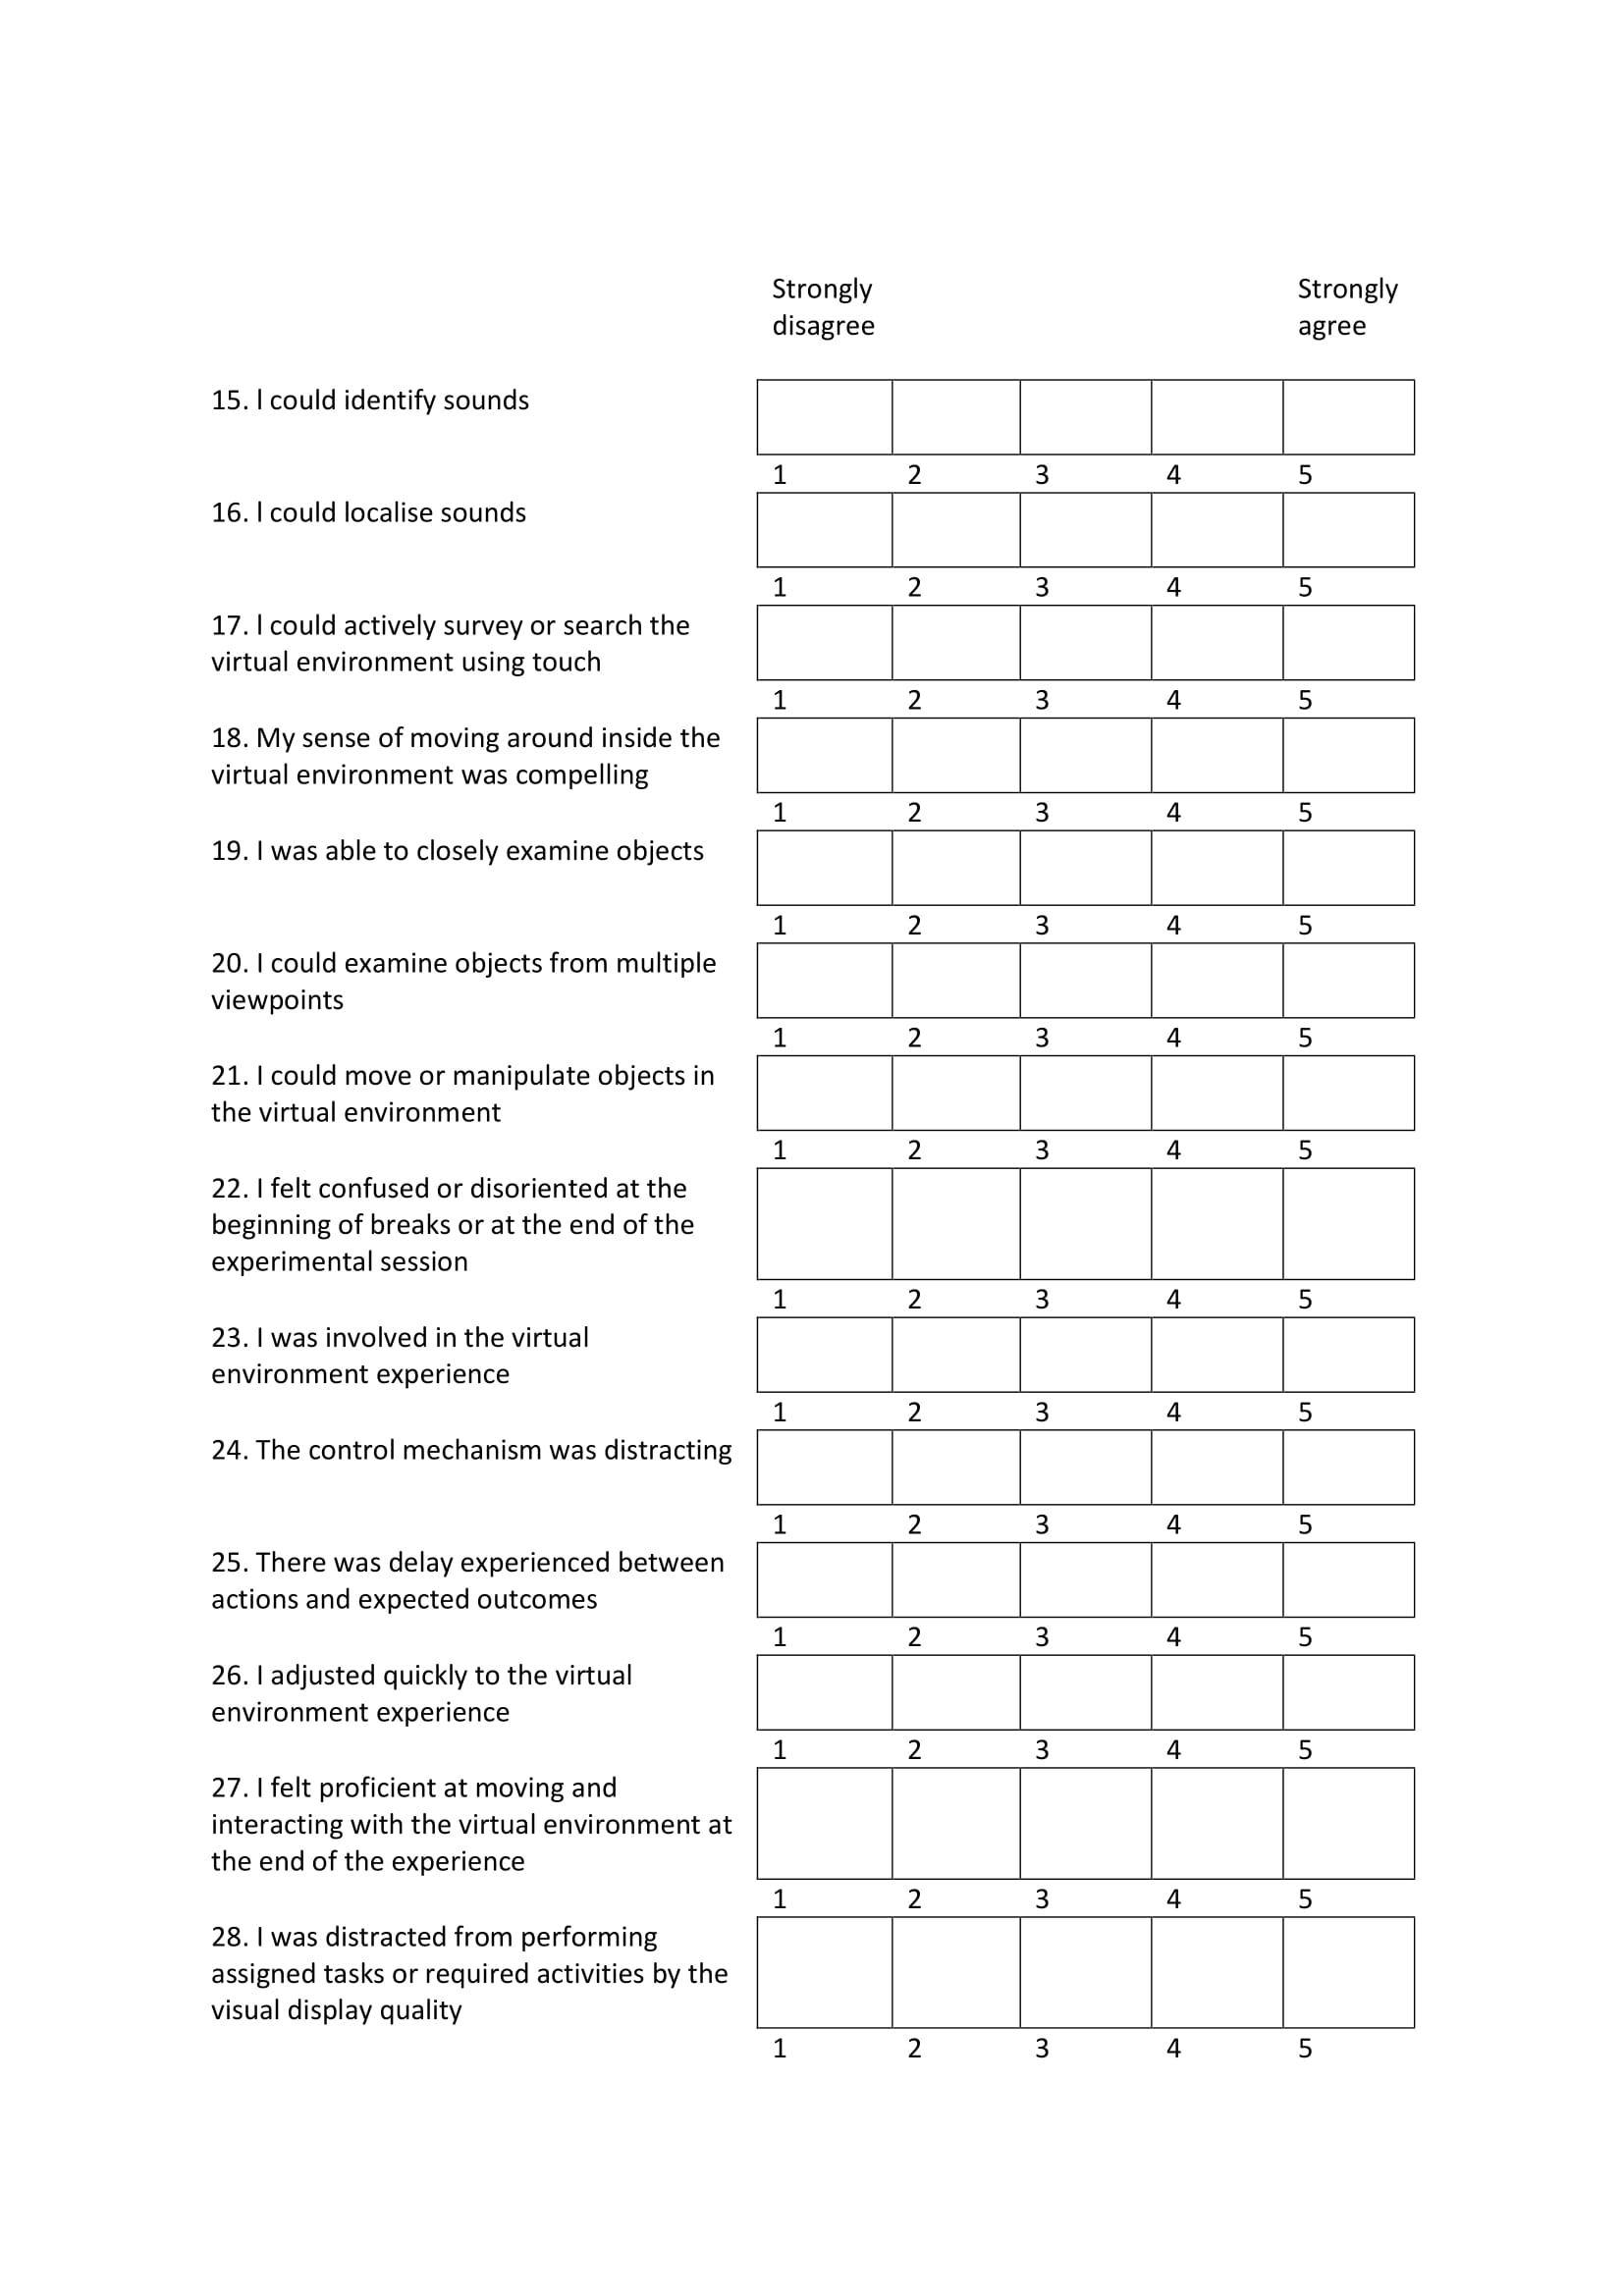 Strongly disagree Strongly agree
15. l could identify sounds
1 2 3 4 5
16. l could localise sounds
1 2 3 4 5
17. l could actively survey or search the
virtual environment using touch
1 2 3 4 5
18. My sense of moving around inside the
virtual environment was compelling
1 2 3 4 5
19. I was able to closely examine objects
1 2 3 4 5
20. I could examine objects from multiple
viewpoints
1 2 3 4 5
21. I could move or manipulate objects in
the virtual environment
1 2 3 4 5
22. I felt confused or disoriented at the
beginning of breaks or at the end of the
experimental session
1 2 3 4 5
23. I was involved in the virtual
environment experience
1 2 3 4 5
24. The control mechanism was distracting
1 2 3 4 5
25. There was delay experienced between
actions and expected outcomes
1 2 3 4 5
26. I adjusted quickly to the virtual
environment experience
1 2 3 4 5
27. I felt proficient at moving and
interacting with the virtual environment at
the end of the experience
1 2 3 4 5
28. I was distracted from performing
assigned tasks or required activities by the
visual display quality
1 2 3 4 5